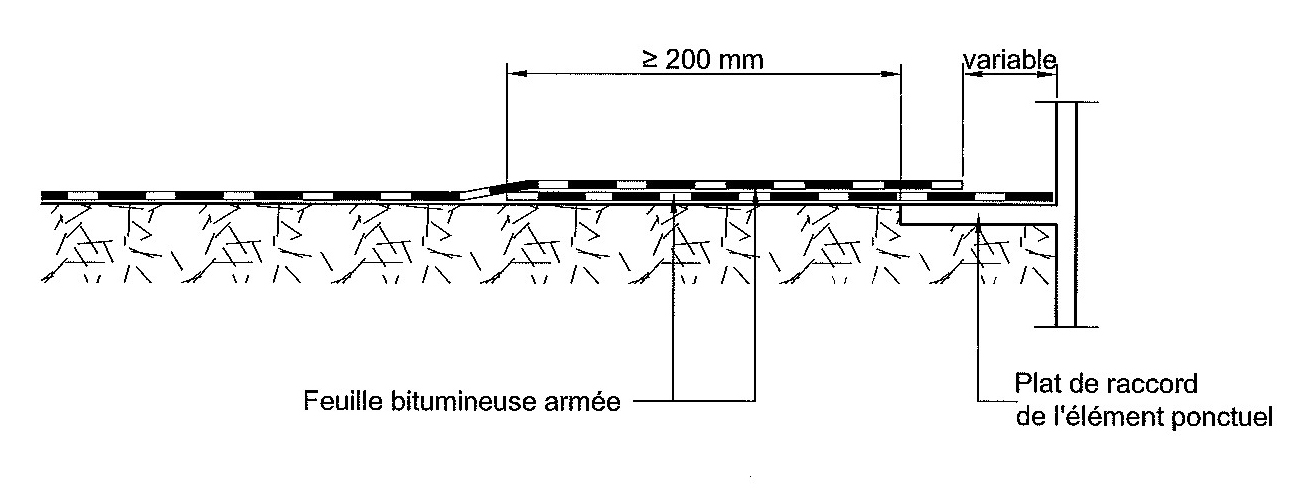 ≥ 200 mm
variable
Feuille bitumineuse armée
Plat de raccord
de l'élément ponctuel